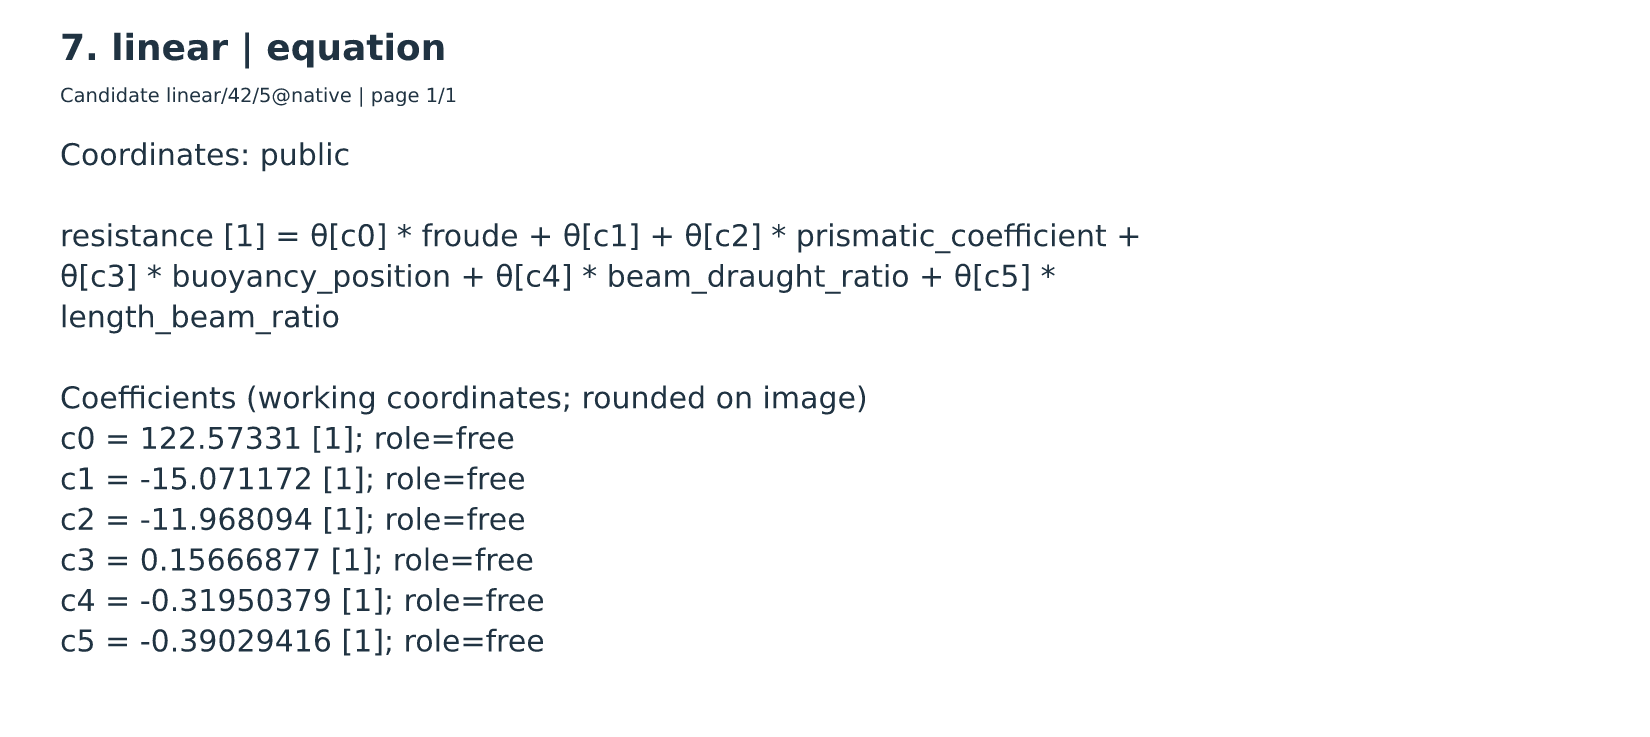 7. linear | equation
Candidate linear/42/5@native | page 1/1
Coordinates: public
resistance [1] = θ[c0] * froude + θ[c1] + θ[c2] * prismatic_coefficient +
θ[c3] * buoyancy_position + θ[c4] * beam_draught_ratio + θ[c5] *
length_beam_ratio
Coefficients (working coordinates; rounded on image)
c0 = 122.57331 [1]; role=free
c1 = -15.071172 [1]; role=free
c2 = -11.968094 [1]; role=free
c3 = 0.15666877 [1]; role=free
c4 = -0.31950379 [1]; role=free
c5 = -0.39029416 [1]; role=free